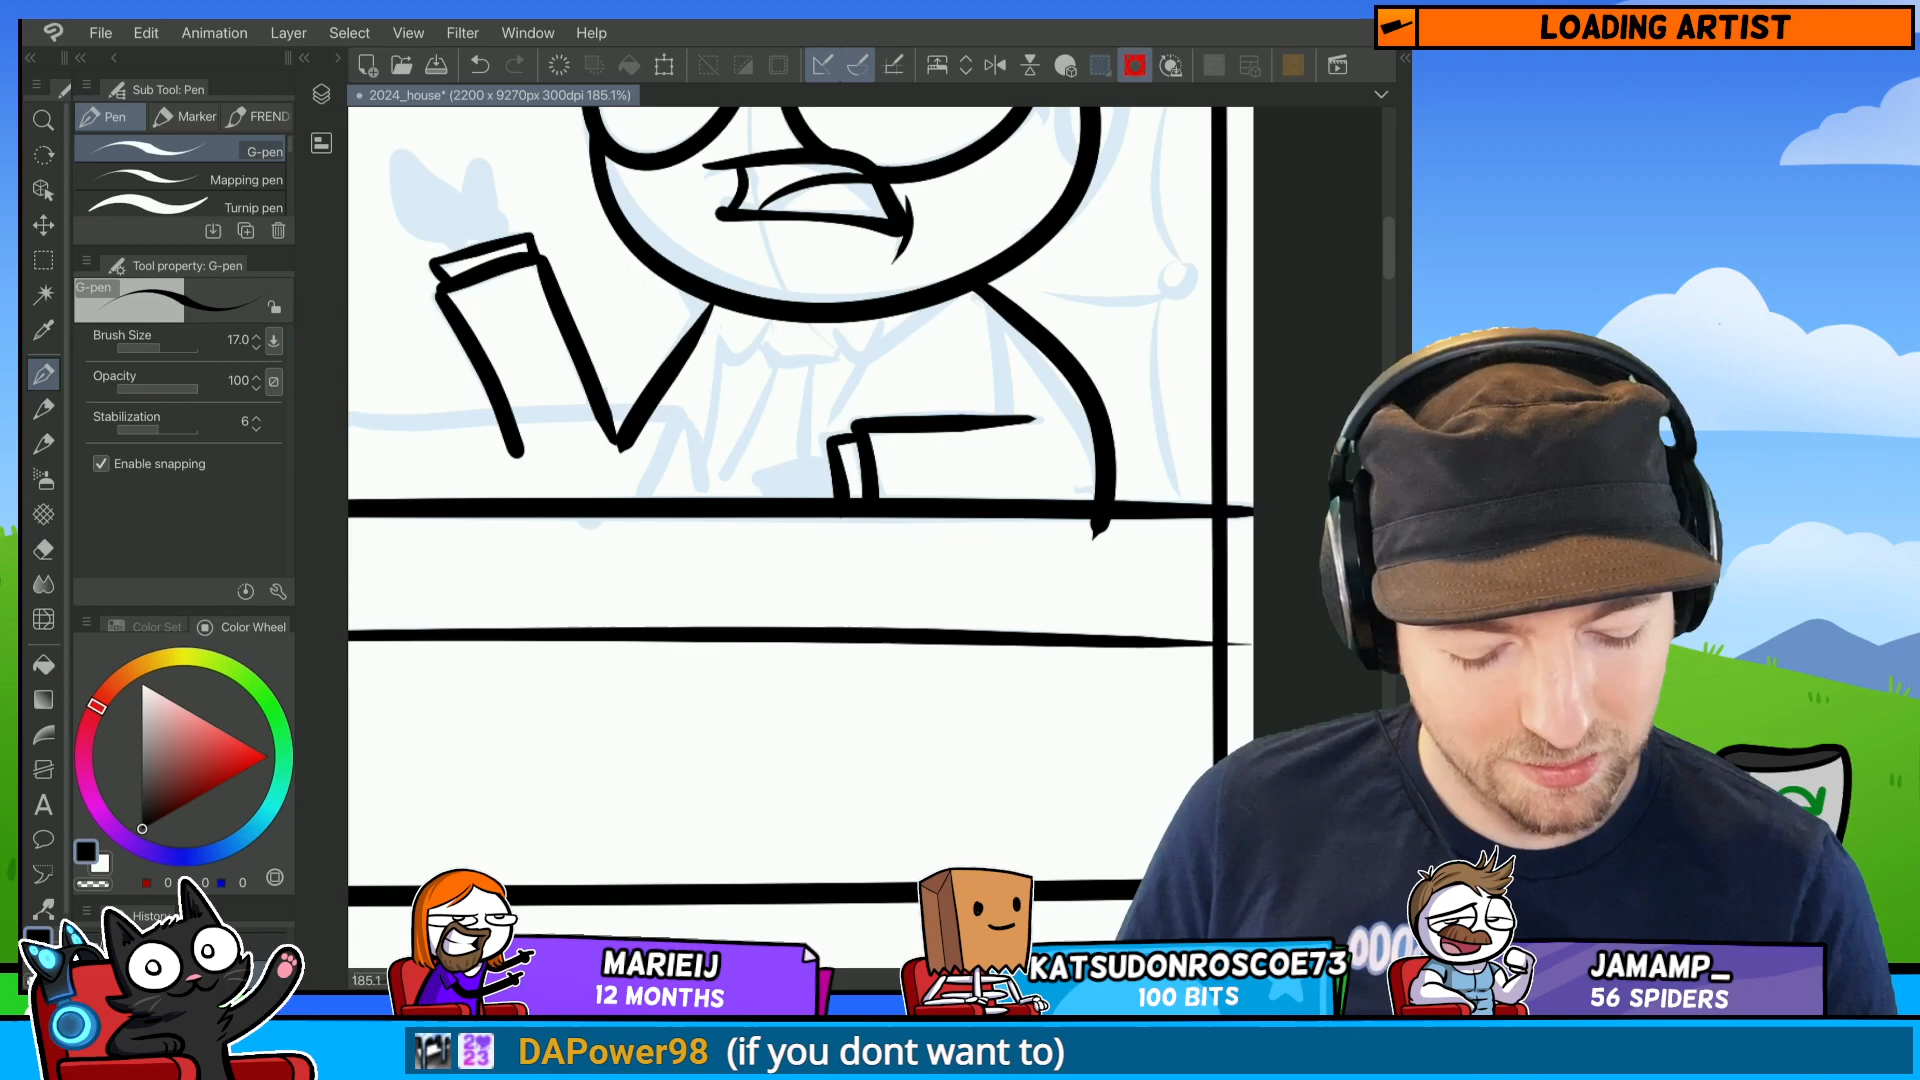 LOADING ARTIST
File Edit Animation Layer Select View Filter Window Help
Sub Tool: Pen
2024_house* (2200 x 9270px 300dpi 185.1%)
Pen Marker FREND
G-pen
Mapping pen
Turnip pen
Tool property: G-pen
G-pen
Brush Size 17.0
Opacity 100
Stabilization 6
Enable snapping
Color Set Color Wheel
0 0 0
185.1
MARIEIJ
12 MONTHS
KATSUDONROSCOE73
100 BITS
JAMAMP_
56 SPIDERS
2 23
DAPower98 (if you dont want to)